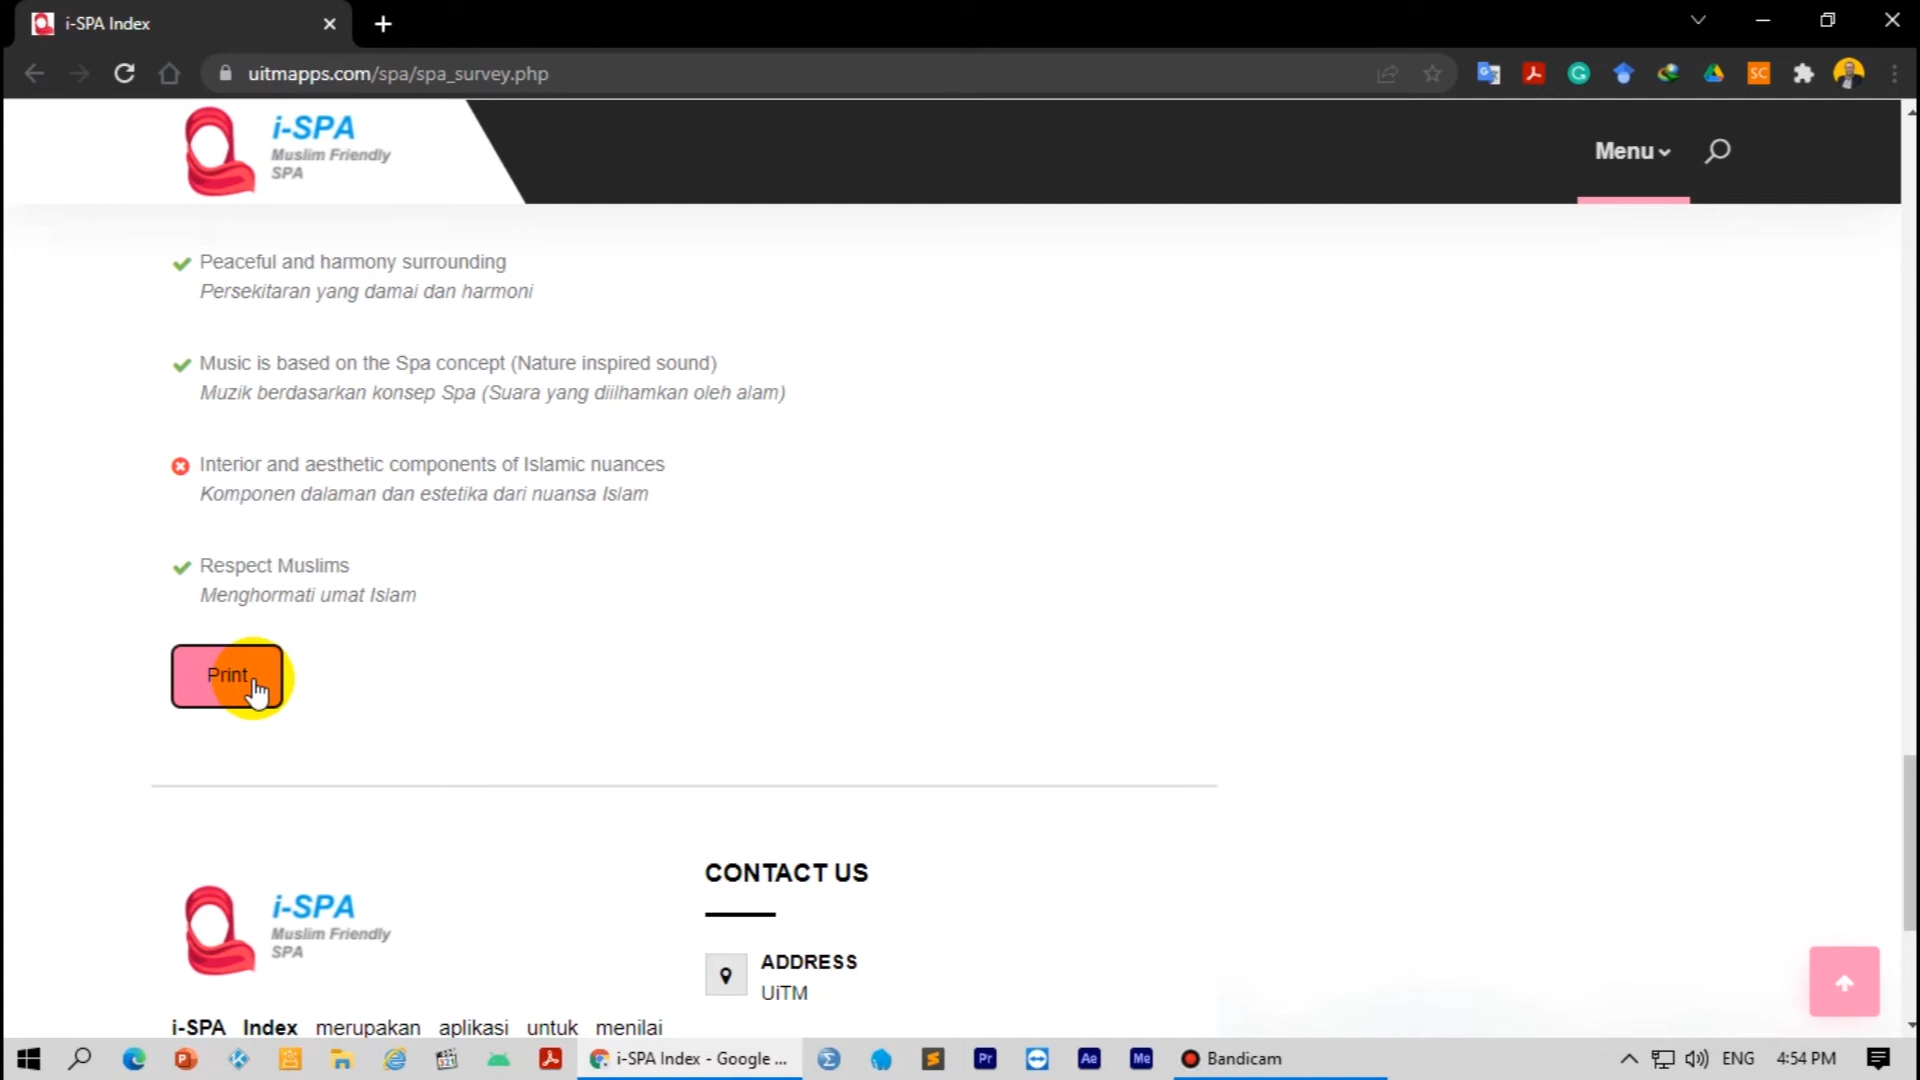 i-SPA Index
uitmapps.com/spa/spa_survey.php
SC
i-SPA
Muslim Friendly
SPA
Menu
Peaceful and harmony surrounding
Persekitaran yang damai dan harmoni
Music is based on the Spa concept (Nature inspired sound)
Muzik berdasarkan konsep Spa (Suara yang diilhamkan oleh alam)
Interior and aesthetic components of Islamic nuances
Komponen dalaman dan estetika dari nuansa Islam
Respect Muslims
Menghormati umat Islam
Print
i-SPA
Muslim Friendly
SPA
i-SPA Index merupakan aplikasi untuk menilai
CONTACT US
ADDRESS
UiTM
i-SPA Index - Google ...
Pr
Ae
Me
Bandicam
ENG
4:54 PM